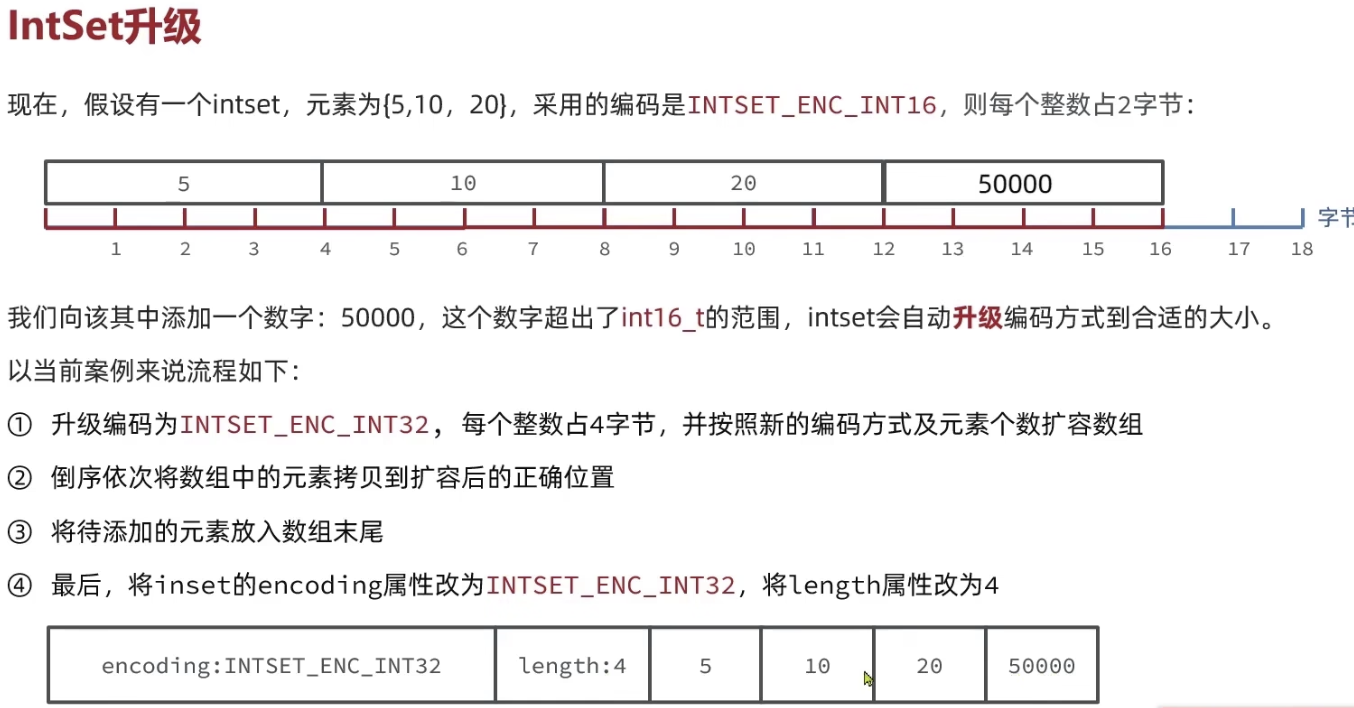 IntSet升级
现在，假设有一个intset，元素为{5,10，20}，采用的编码是INTSET_ENC_INT16，则每个整数占2字节：
5 10 20 50000
字节
1 2 3 4 5 6 7 8 9 10 11 12 13 14 15 16 17 18
我们向该其中添加一个数字：50000，这个数字超出了int16_t的范围，intset会自动升级编码方式到合适的大小。
以当前案例来说流程如下：
① 升级编码为INTSET_ENC_INT32，每个整数占4字节，并按照新的编码方式及元素个数扩容数组
② 倒序依次将数组中的元素拷贝到扩容后的正确位置
③ 将待添加的元素放入数组末尾
④ 最后，将inset的encoding属性改为INTSET_ENC_INT32，将length属性改为4
encoding:INTSET_ENC_INT32 length:4 5 10 20 50000